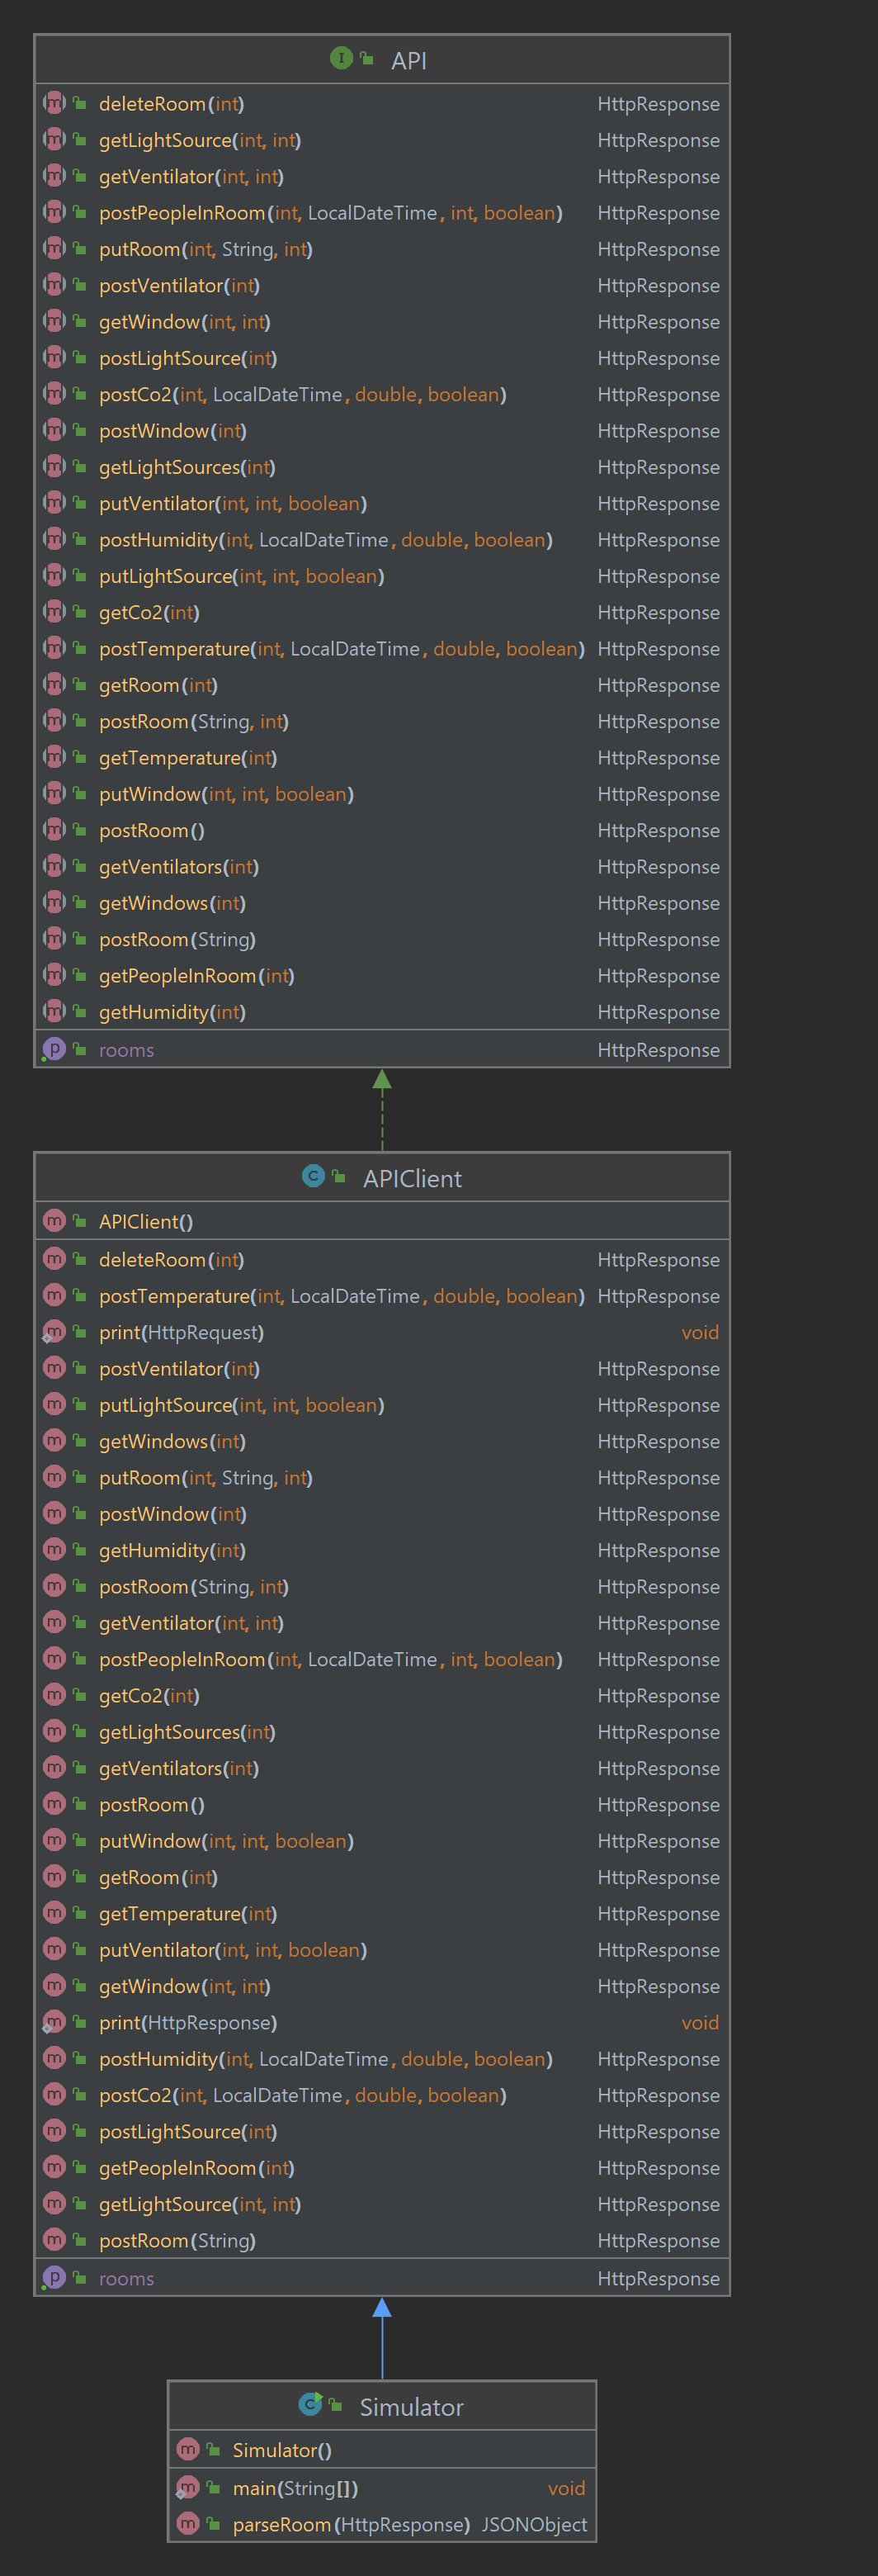 API
deleteRoom(int) HttpResponse
getLightSource(int, int) HttpResponse
getVentilator(int, int) HttpResponse
postPeopleInRoom(int, LocalDateTime, int, boolean) HttpResponse
putRoom(int, String, int) HttpResponse
postVentilator(int) HttpResponse
getWindow(int, int) HttpResponse
postLightSource(int) HttpResponse
postCo2(int, LocalDateTime, double, boolean) HttpResponse
postWindow(int) HttpResponse
getLightSources(int) HttpResponse
putVentilator(int, int, boolean) HttpResponse
postHumidity(int, LocalDateTime, double, boolean) HttpResponse
putLightSource(int, int, boolean) HttpResponse
getCo2(int) HttpResponse
postTemperature(int, LocalDateTime, double, boolean) HttpResponse
getRoom(int) HttpResponse
postRoom(String, int) HttpResponse
getTemperature(int) HttpResponse
putWindow(int, int, boolean) HttpResponse
postRoom() HttpResponse
getVentilators(int) HttpResponse
getWindows(int) HttpResponse
postRoom(String) HttpResponse
getPeopleInRoom(int) HttpResponse
getHumidity(int) HttpResponse
rooms HttpResponse
APIClient
APIClient()
deleteRoom(int) HttpResponse
postTemperature(int, LocalDateTime, double, boolean) HttpResponse
print(HttpRequest) void
postVentilator(int) HttpResponse
putLightSource(int, int, boolean) HttpResponse
getWindows(int) HttpResponse
putRoom(int, String, int) HttpResponse
postWindow(int) HttpResponse
getHumidity(int) HttpResponse
postRoom(String, int) HttpResponse
getVentilator(int, int) HttpResponse
postPeopleInRoom(int, LocalDateTime, int, boolean) HttpResponse
getCo2(int) HttpResponse
getLightSources(int) HttpResponse
getVentilators(int) HttpResponse
postRoom() HttpResponse
putWindow(int, int, boolean) HttpResponse
getRoom(int) HttpResponse
getTemperature(int) HttpResponse
putVentilator(int, int, boolean) HttpResponse
getWindow(int, int) HttpResponse
print(HttpResponse) void
postHumidity(int, LocalDateTime, double, boolean) HttpResponse
postCo2(int, LocalDateTime, double, boolean) HttpResponse
postLightSource(int) HttpResponse
getPeopleInRoom(int) HttpResponse
getLightSource(int, int) HttpResponse
postRoom(String) HttpResponse
rooms HttpResponse
Simulator
Simulator()
main(String[]) void
parseRoom(HttpResponse) JSONObject